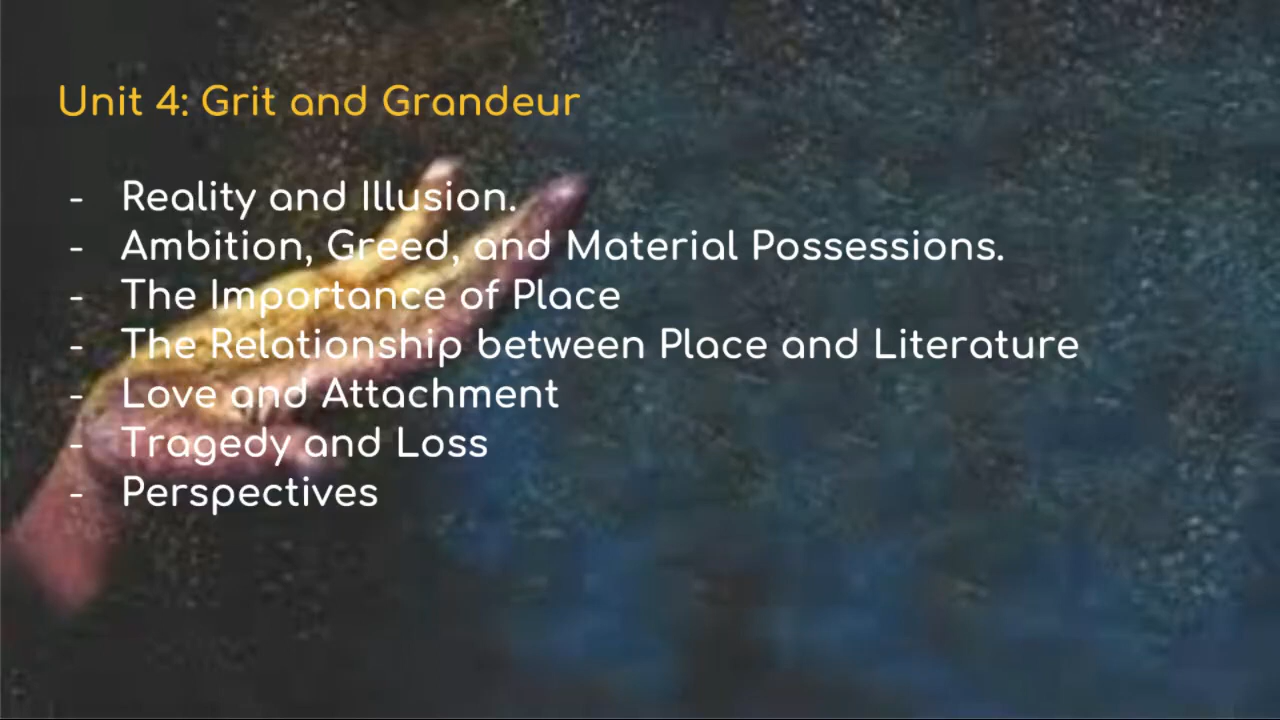 Unit 4: Grit and Grandeur
- Reality and Illusion.
- Ambition, Greed, and Material Possessions.
- The Importance of Place
- The Relationship between Place and Literature
- Love and Attachment
- Tragedy and Loss
- Perspectives